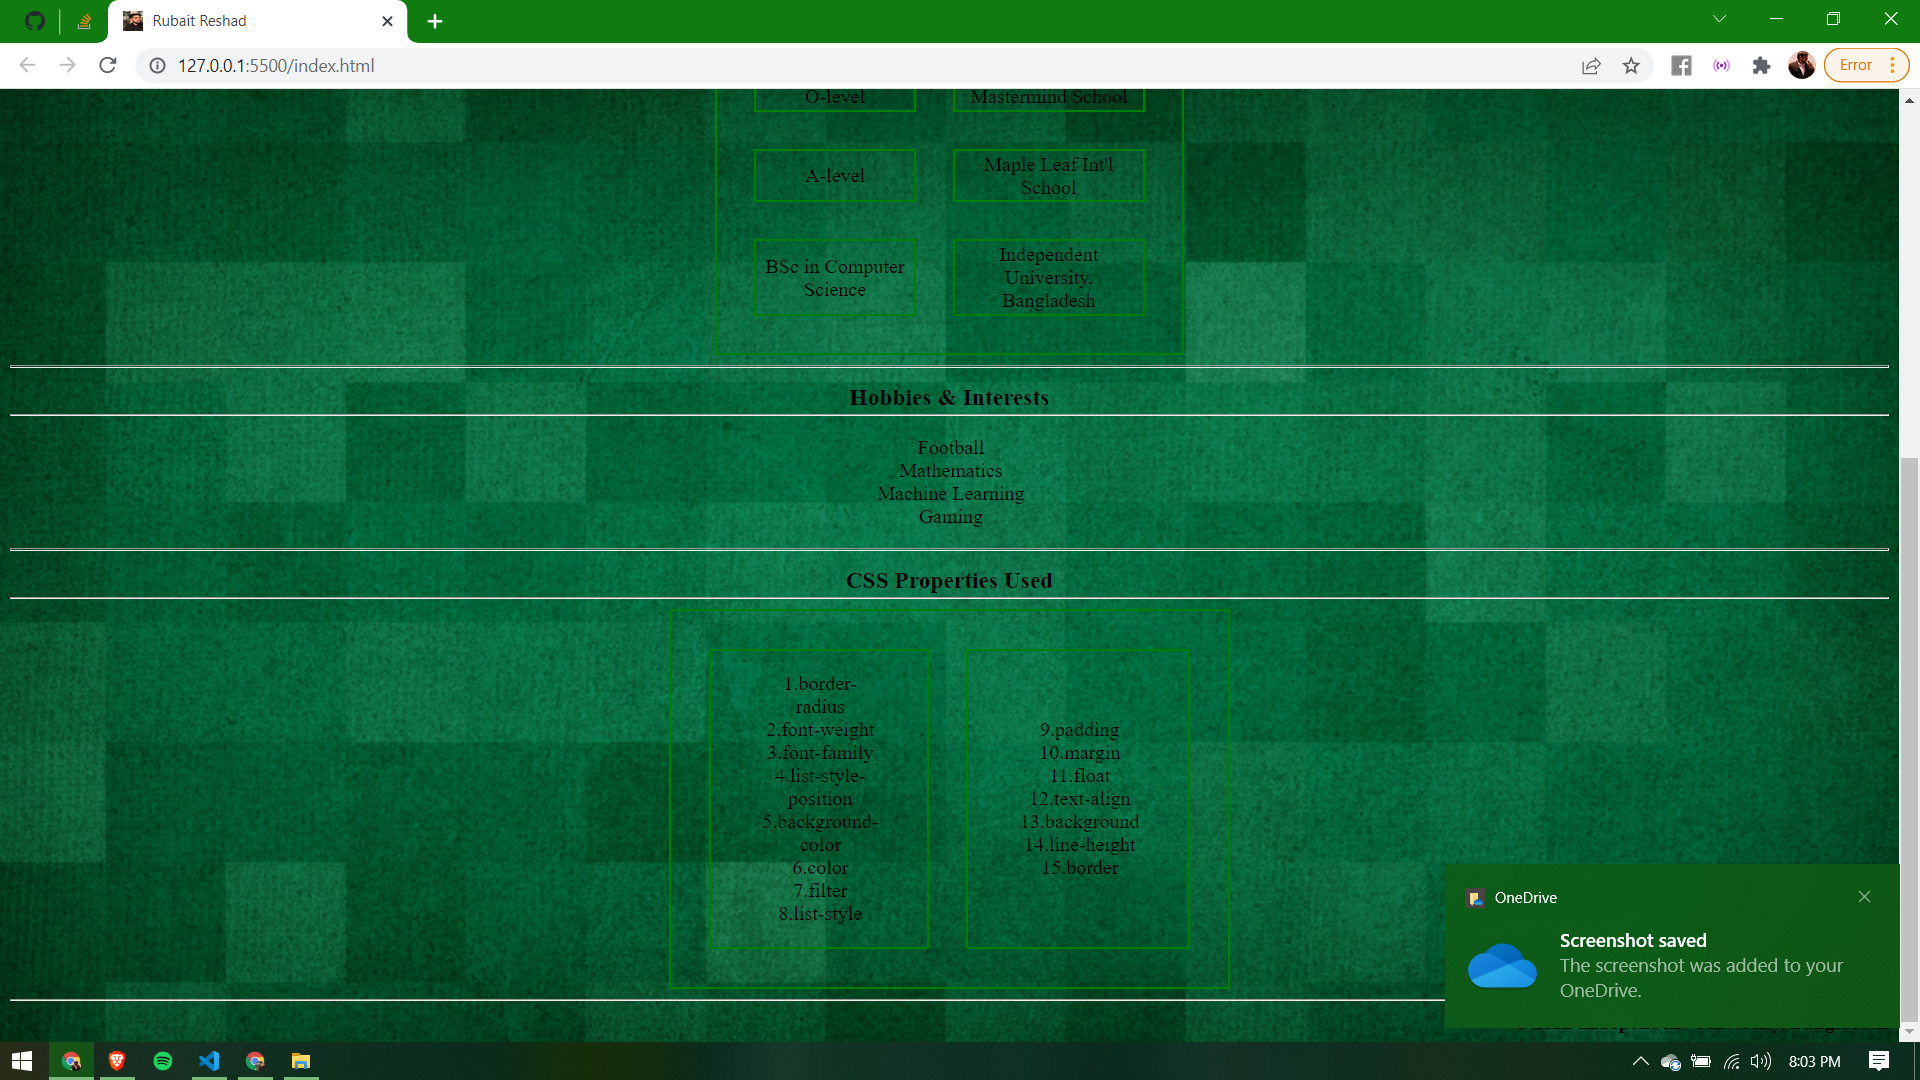 Rubait Reshad
127.0.0.1:5500/index.html
Error
O-level
Mastermind School
A-level
Maple Leaf Int'l
School
BSc in Computer
Science
Independent
University,
Bangladesh
Hobbies & Interests
Football
Mathematics
Machine Learning
Gaming
CSS Properties Used
1.border-
radius
2.font-weight
3.font-family
4.list-style-
position
5.background-
color
6.color
7.filter
8.list-style
9.padding
10.margin
11.float
12.text-align
13.background
14.line-height
15.border
OneDrive
Screenshot saved
The screenshot was added to your
OneDrive.
8:03 PM